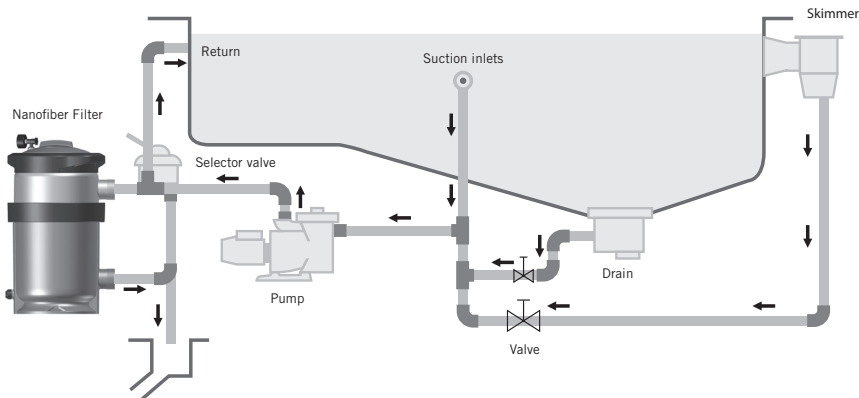 Skimmer
Return
Suction inlets
Nanofiber Filter
Selector valve
Drain
Pump
Valve